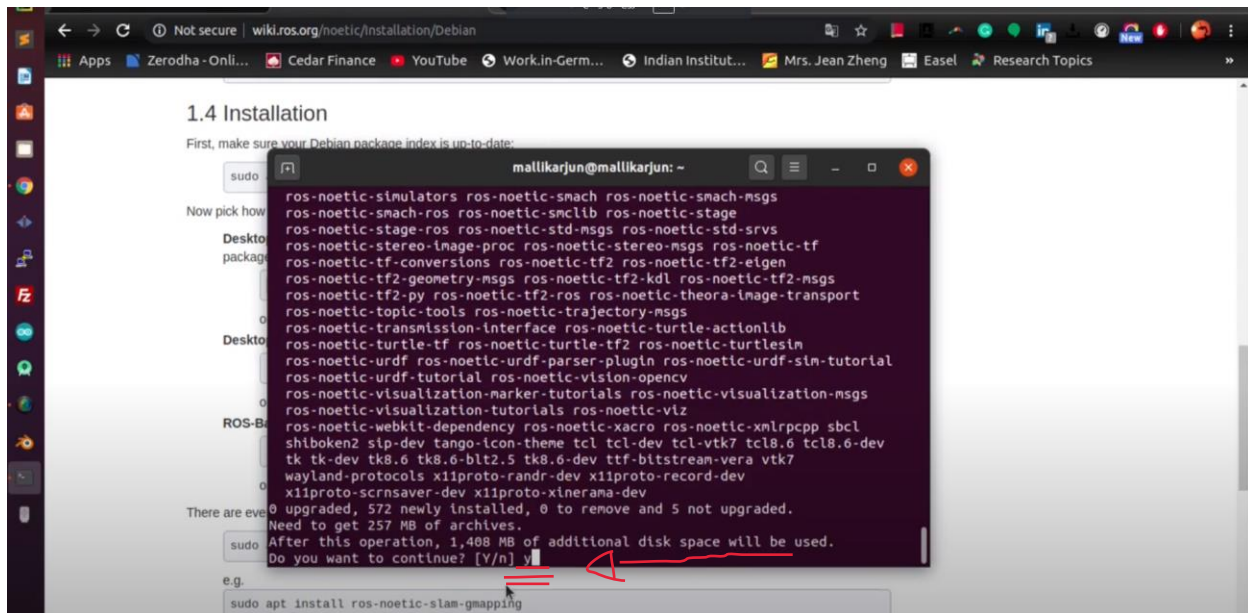 Not secure | wiki.ros.org/noetic/Installation/Debian
New
Apps Zerodha - Onli... Cedar Finance YouTube Work.in-Germ... Indian Institut... Mrs. Jean Zheng Easel Research Topics »
1.4 Installation
First, make sure your Debian package index is up-to-date:
sudo
mallikarjun@mallikarjun: ~
Now pick how
Deskto
package
o
Deskto
o
ROS-Ba
o
There are eve
sudo
ros-noetic-simulators ros-noetic-smach ros-noetic-smach-msgs
ros-noetic-smach-ros ros-noetic-smclib ros-noetic-stage
ros-noetic-stage-ros ros-noetic-std-msgs ros-noetic-std-srvs
ros-noetic-stereo-image-proc ros-noetic-stereo-msgs ros-noetic-tf
ros-noetic-tf-conversions ros-noetic-tf2 ros-noetic-tf2-eigen
ros-noetic-tf2-geometry-msgs ros-noetic-tf2-kdl ros-noetic-tf2-msgs
ros-noetic-tf2-py ros-noetic-tf2-ros ros-noetic-theora-image-transport
ros-noetic-topic-tools ros-noetic-trajectory-msgs
ros-noetic-transmission-interface ros-noetic-turtle-actionlib
ros-noetic-turtle-tf ros-noetic-turtle-tf2 ros-noetic-turtlesim
ros-noetic-urdf ros-noetic-urdf-parser-plugin ros-noetic-urdf-sim-tutorial
ros-noetic-urdf-tutorial ros-noetic-vision-opencv
ros-noetic-visualization-marker-tutorials ros-noetic-visualization-msgs
ros-noetic-visualization-tutorials ros-noetic-viz
ros-noetic-webkit-dependency ros-noetic-xacro ros-noetic-xmlrpcpp sbcl
shiboken2 sip-dev tango-icon-theme tcl tcl-dev tcl-vtk7 tcl8.6 tcl8.6-dev
tk tk-dev tk8.6 tk8.6-blt2.5 tk8.6-dev ttf-bitstream-vera vtk7
wayland-protocols x11proto-randr-dev x11proto-record-dev
x11proto-scrnsaver-dev x11proto-xinerama-dev
0 upgraded, 572 newly installed, 0 to remove and 5 not upgraded.
Need to get 257 MB of archives.
After this operation, 1,408 MB of additional disk space will be used.
Do you want to continue? [Y/n] y
e.g.
sudo apt install ros-noetic-slam-gmapping